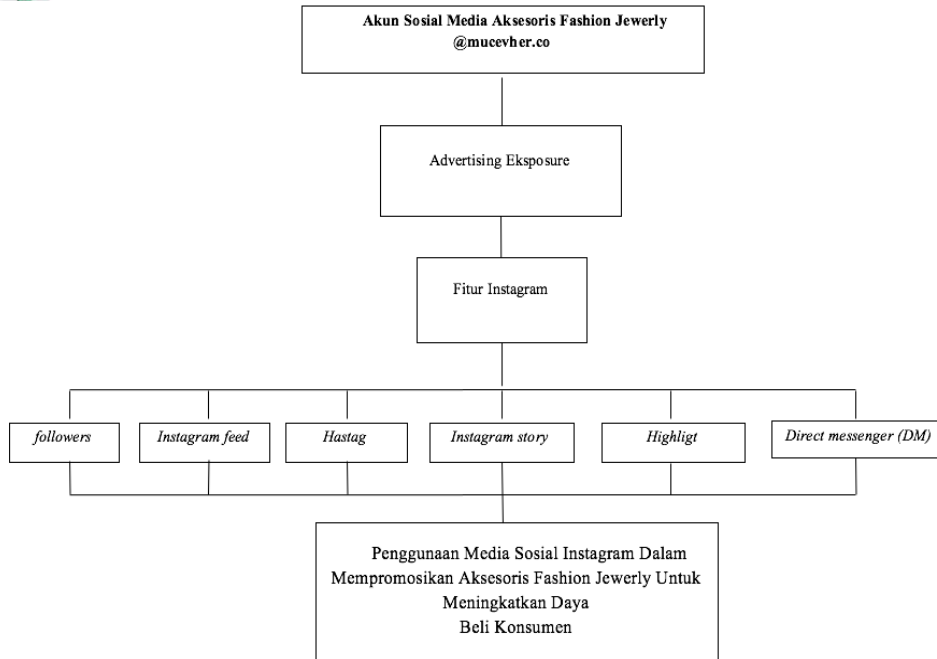 Akun Sosial Media Aksesoris Fashion Jewerly
@mucevher.co
Advertising Eksposure
Fitur Instagram
followers
Instagram feed
Hastag
Instagram story
Highligt
Direct messenger (DM)
Penggunaan Media Sosial Instagram Dalam
Mempromosikan Aksesoris Fashion Jewerly Untuk
Meningkatkan Daya
Beli Konsumen